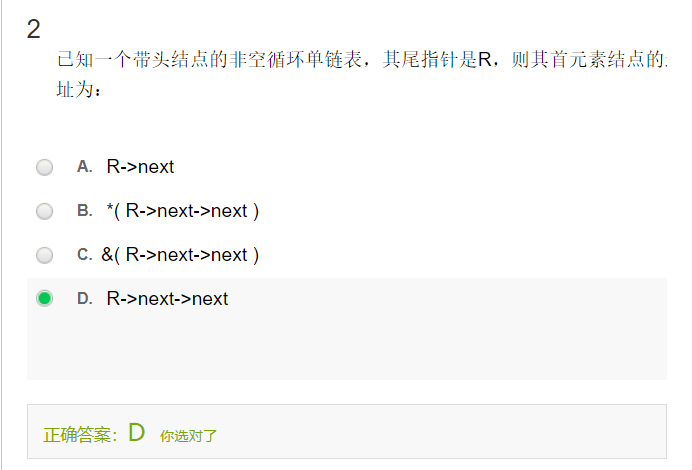 2
已知一个带头结点的非空循环单链表，其尾指针是R，则其首元素结点的
址为：
A. R->next
B. *( R->next->next )
C. &( R->next->next )
D. R->next->next
正确答案： D 你选对了